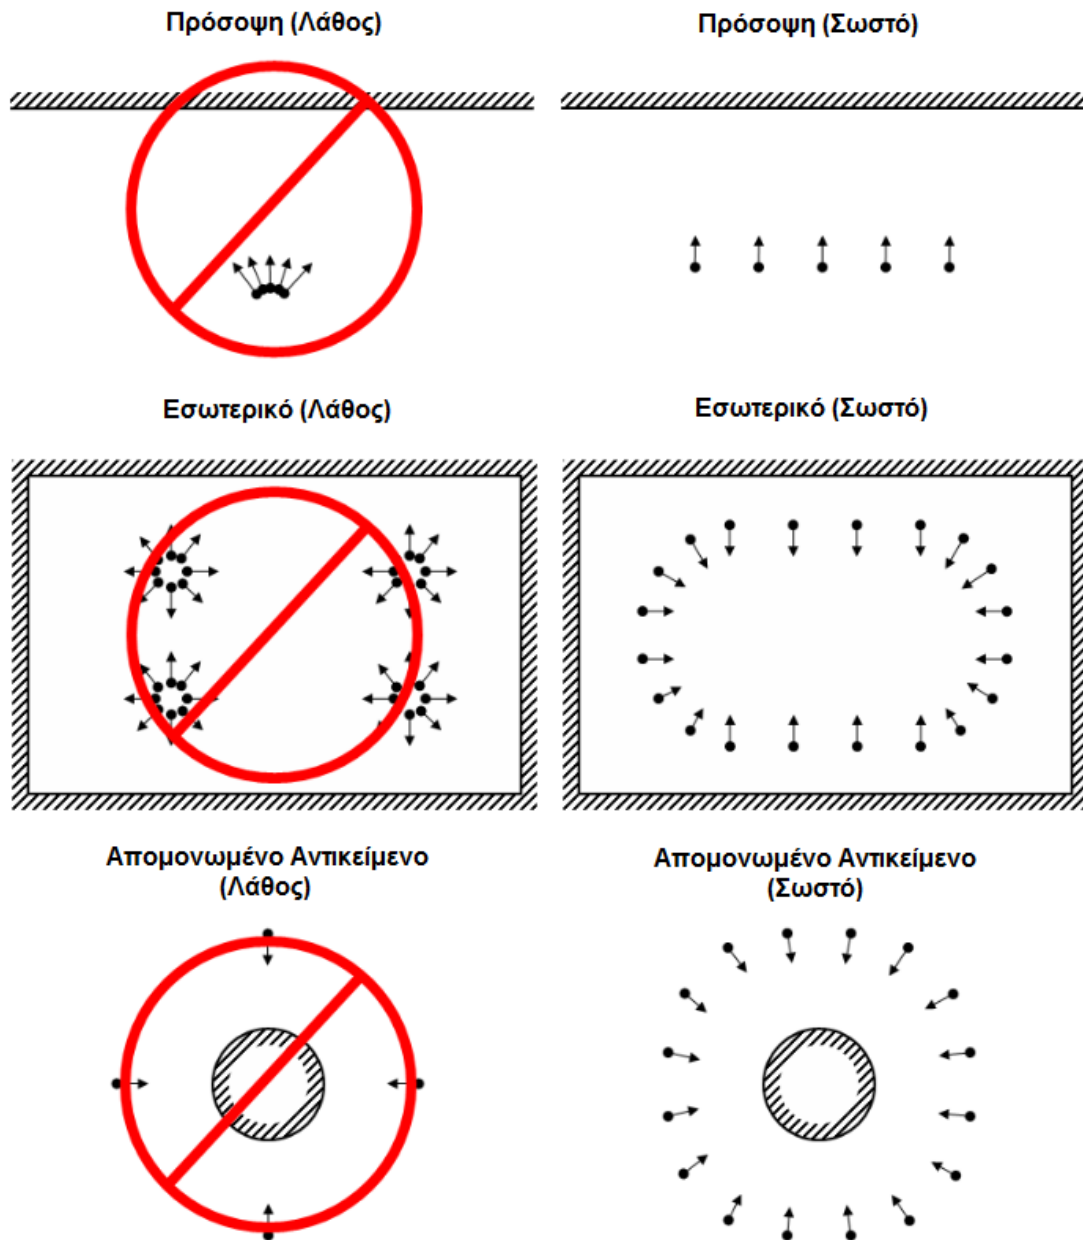 Πρόσοψη (Λάθος)
Πρόσοψη (Σωστό)
Εσωτερικό (Λάθος)
Εσωτερικό (Σωστό)
Απομονωμένο Αντικείμενο
(Λάθος)
Απομονωμένο Αντικείμενο
(Σωστό)